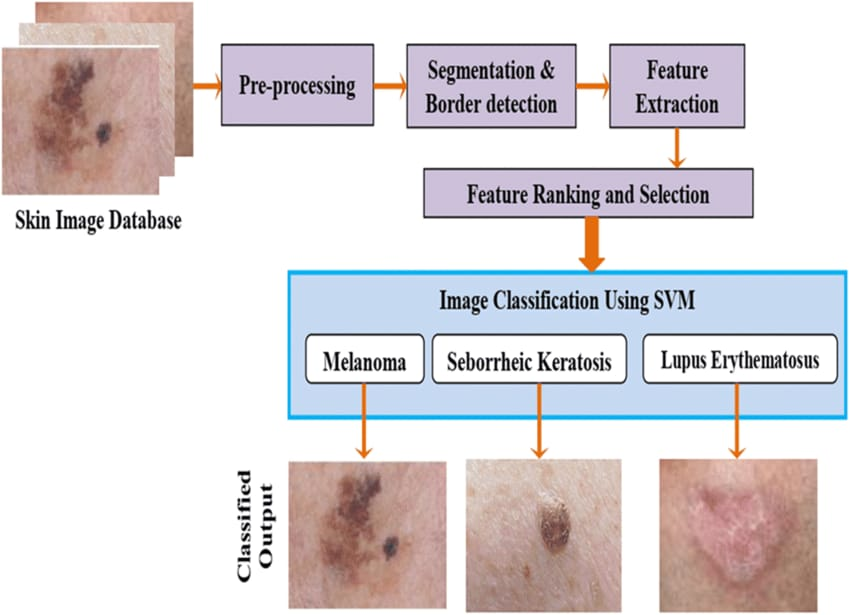 Skin Image Database
Pre-processing
Segmentation &
Border detection
Feature
Extraction
Feature Ranking and Selection
Image Classification Using SVM
Melanoma
Seborrheic Keratosis
Lupus Erythematosus
Classified
Output